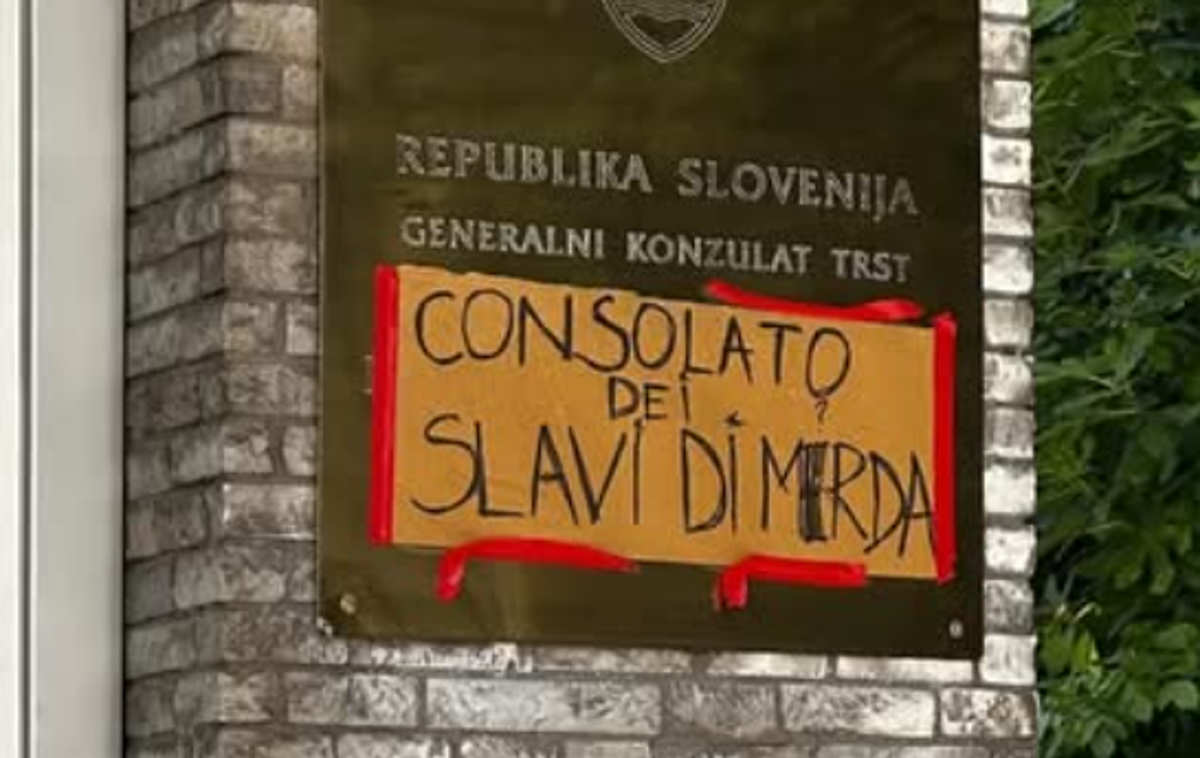 REPUBLIKA SLOVENIJA
GENERALNI KONZULAT TRST
CONSOLATO
DEI
SLAVI DI MERDA